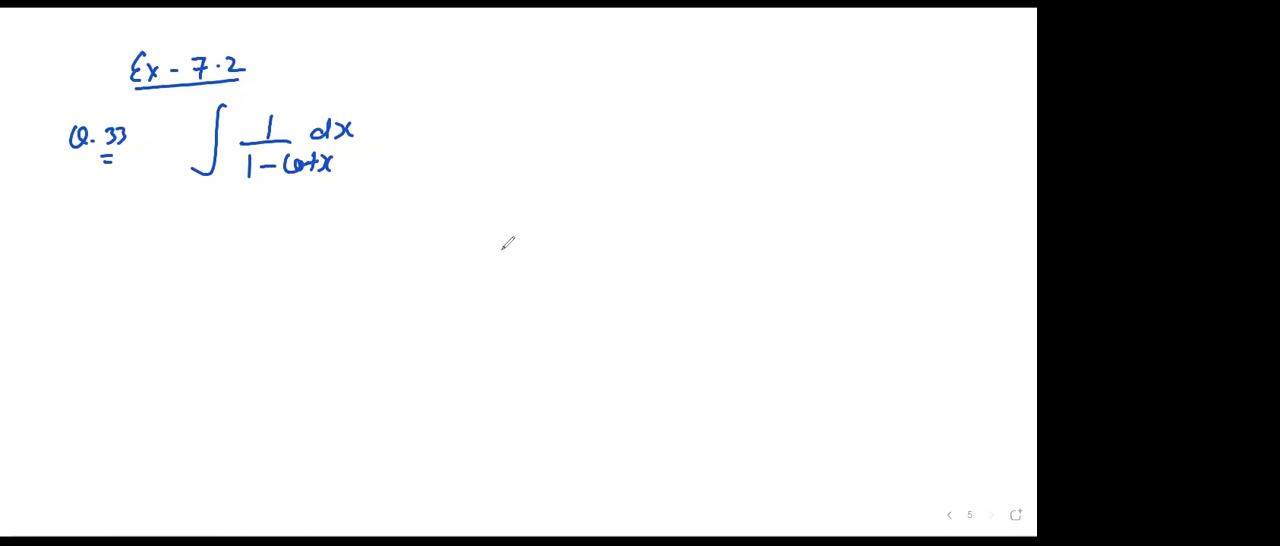 Ex - 7.2
Q. 33 ∫ 1/(1 - Cotx) dx
5